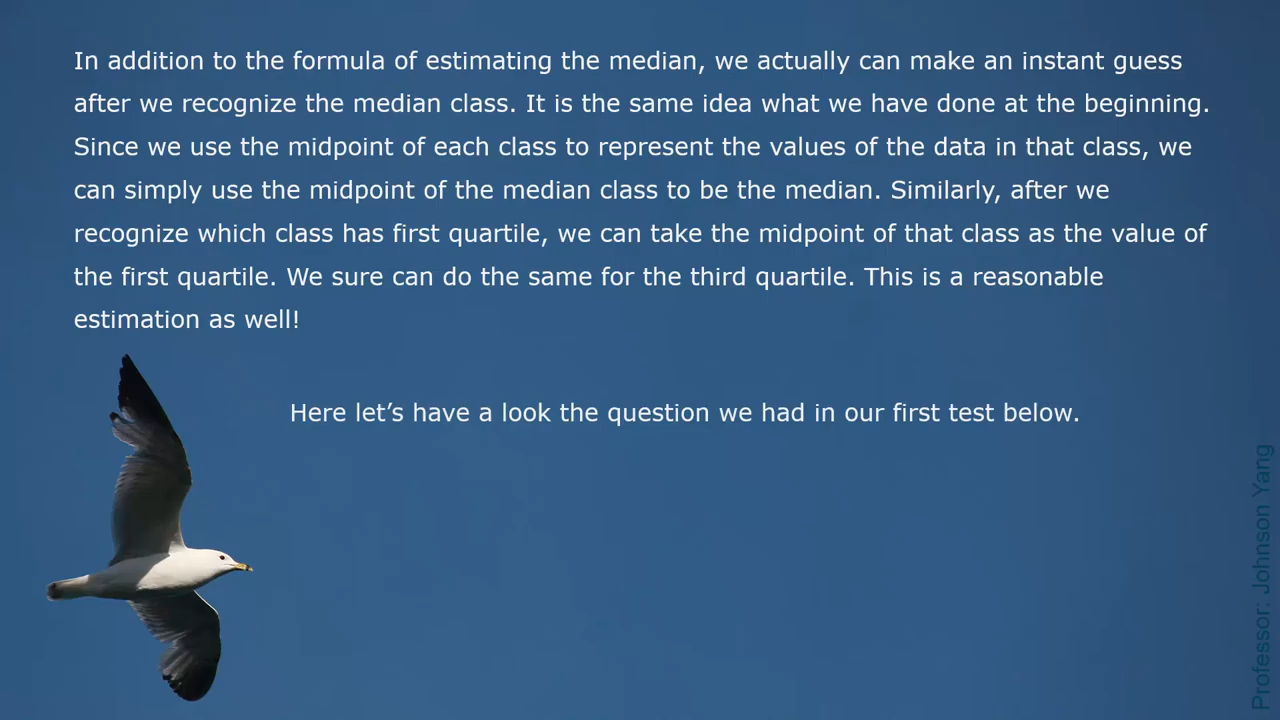 In addition to the formula of estimating the median, we actually can make an instant guess
after we recognize the median class. It is the same idea what we have done at the beginning.
Since we use the midpoint of each class to represent the values of the data in that class, we
can simply use the midpoint of the median class to be the median. Similarly, after we
recognize which class has first quartile, we can take the midpoint of that class as the value of
the first quartile. We sure can do the same for the third quartile. This is a reasonable
estimation as well!
Here let’s have a look the question we had in our first test below.
Professor: Johnson Yang